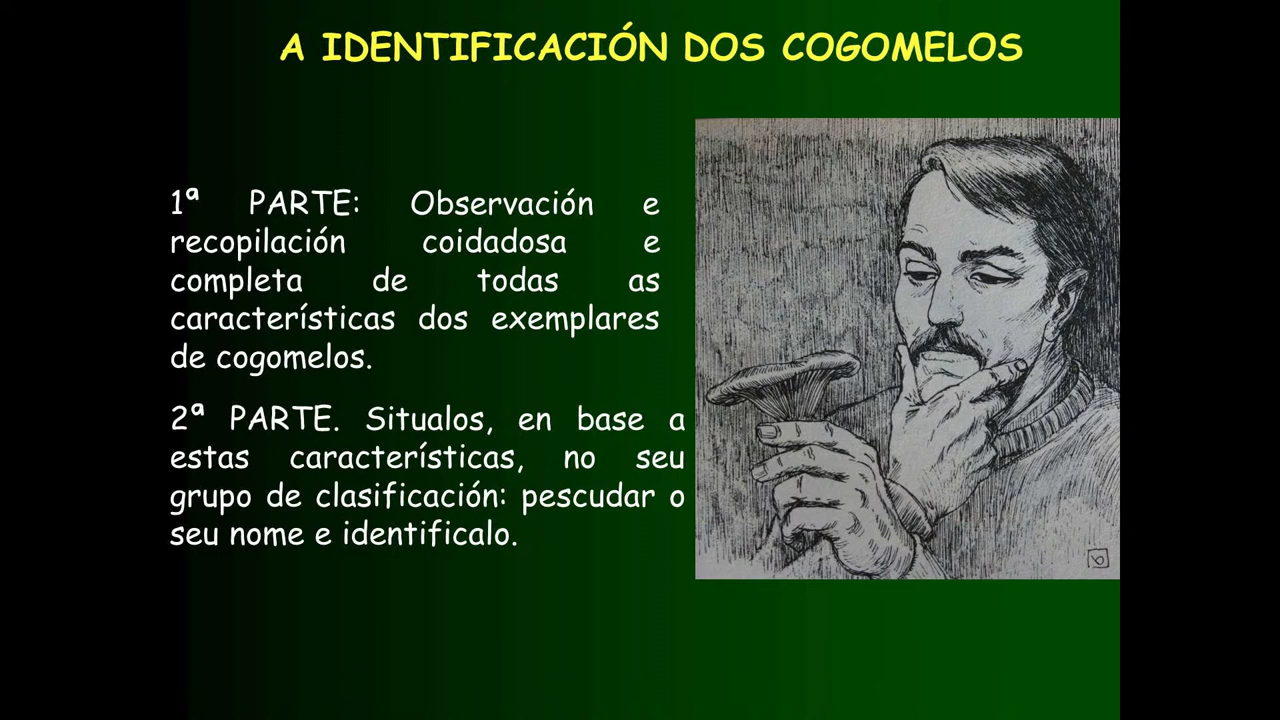 A IDENTIFICACIÓN DOS COGOMELOS
1ª PARTE: Observación e
recopilación coidadosa e
completa de todas as
características dos exemplares
de cogomelos.
2ª PARTE. Situalos, en base a
estas características, no seu
grupo de clasificación: pescudar o
seu nome e identificalo.